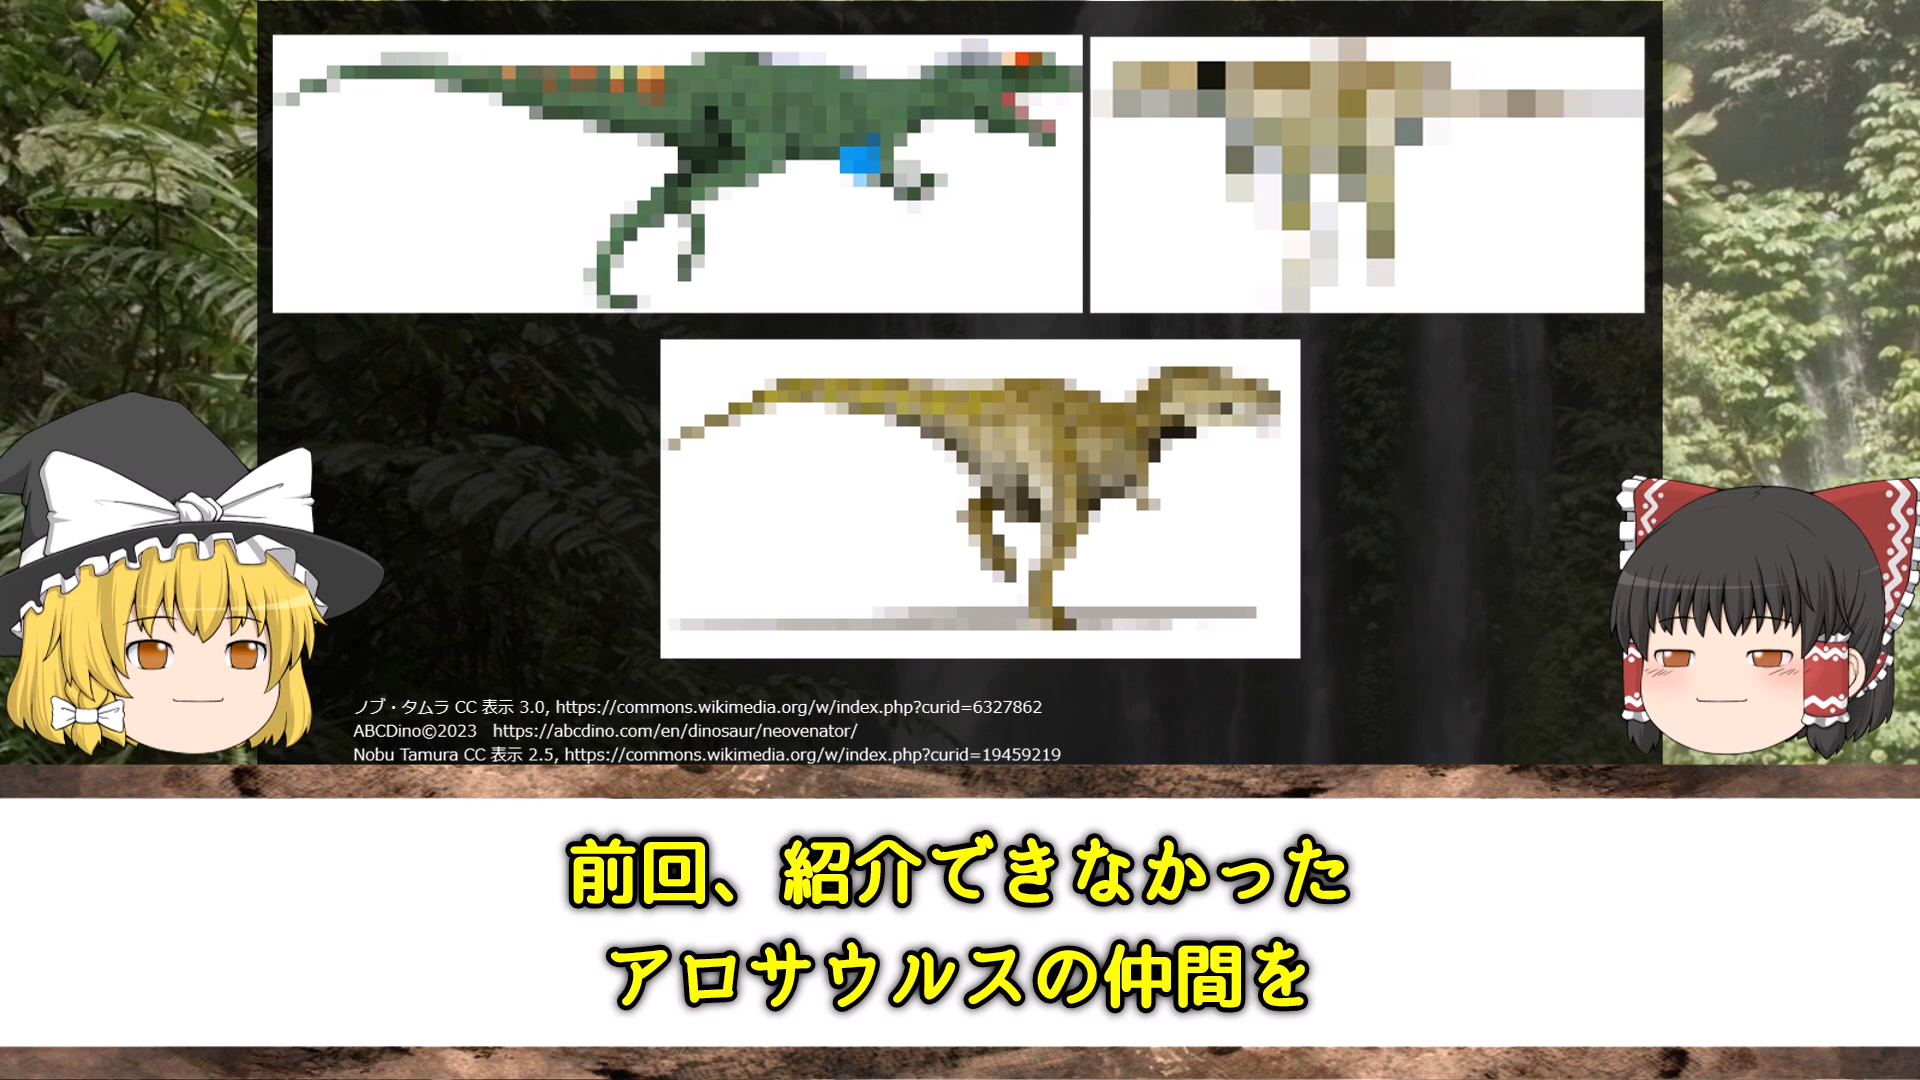 ノブ・タムラ CC 表示 3.0, https://commons.wikimedia.org/w/index.php?curid=6327862
ABCDino©2023 https://abcdino.com/en/dinosaur/neovenator/
Nobu Tamura CC 表示 2.5, https://commons.wikimedia.org/w/index.php?curid=19459219
前回、紹介できなかった
アロサウルスの仲間を